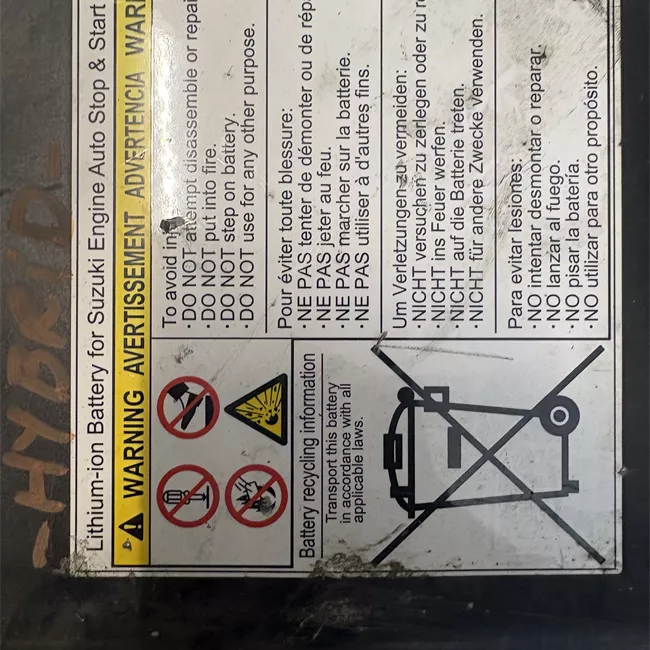 -HYBRID-
Lithium-ion Battery for Suzuki Engine Auto Stop & Start
WARNING AVERTISSEMENT ADVERTENCIA
To avoid
· DO NOT attempt disassemble or
· DO NOT put into fire.
· DO NOT step on battery.
· DO NOT use for any other purpose.
Pour éviter toute blessure:
· NE PAS tenter de démonter ou de
· NE PAS jeter au feu.
· NE PAS marcher sur la batterie.
· NE PAS utiliser à d'autres fins.
Um Verletzungen zu vermeiden:
· NICHT versuchen zu zerlegen oder zu
· NICHT ins Feuer werfen.
· NICHT auf die Batterie treten.
· NICHT für andere Zwecke verwenden.
Para evitar lesiones:
· NO intentar desmontar o reparar.
· NO lanzar al fuego.
· NO pisar la batería.
· NO utilizar para otro propósito.
Battery recycling Information
Transport this battery
in accordance with all
applicable laws.